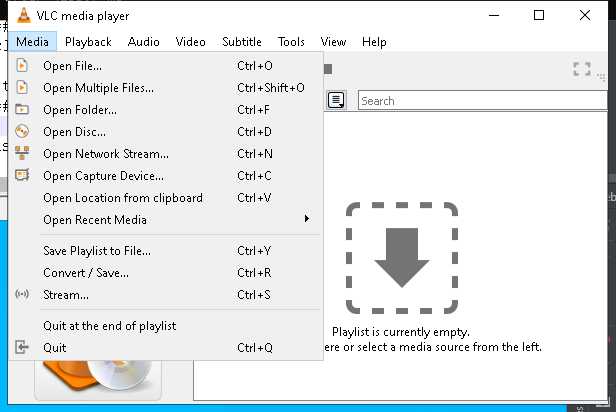 VLC media player
Media Playback Audio Video Subtitle Tools View Help
Open File... Ctrl+O
Open Multiple Files... Ctrl+Shift+O
Search
Open Folder... Ctrl+F
Open Disc... Ctrl+D
Open Network Stream... Ctrl+N
Open Capture Device... Ctrl+C
Open Location from clipboard Ctrl+V
Open Recent Media
Save Playlist to File... Ctrl+Y
Convert / Save... Ctrl+R
Stream... Ctrl+S
Quit at the end of playlist
Playlist is currently empty.
Quit Ctrl+Q
ere or select a media source from the left.